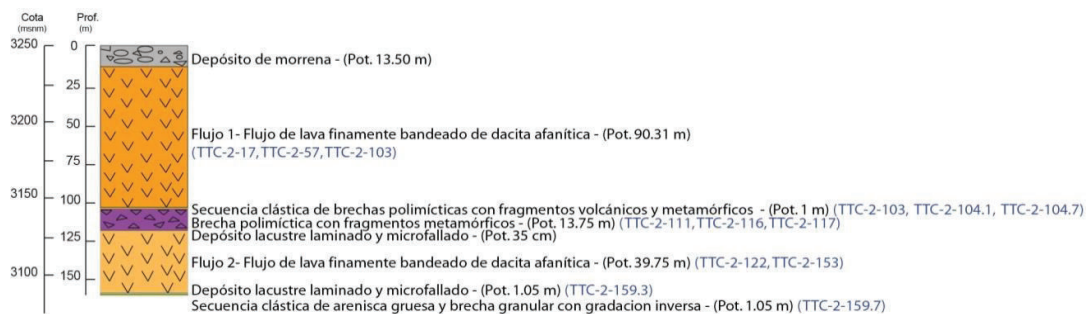 Cota
(msnm)
Prof.
(m)
3250
0
Depósito de morrena - (Pot. 13.50 m)
25
3200
50
Flujo 1- Flujo de lava finamente bandeado de dacita afanítica - (Pot. 90.31 m)
(TTC-2-17, TTC-2-57, TTC-2-103)
75
3150
100
Secuencia clástica de brechas polimícticas con fragmentos volcánicos y metamórficos - (Pot. 1 m) (TTC-2-103, TTC-2-104.1, TTC-2-104.7)
Brecha polimíctica con fragmentos metamórficos - (Pot. 13.75 m) (TTC-2-111, TTC-2-116, TTC-2-117)
125
Depósito lacustre laminado y microfallado - (Pot. 35 cm)
Flujo 2- Flujo de lava finamente bandeado de dacita afanítica - (Pot. 39.75 m) (TTC-2-122, TTC-2-153)
3100
150
Depósito lacustre laminado y microfallado - (Pot. 1.05 m) (TTC-2-159.3)
Secuencia clástica de arenisca gruesa y brecha granular con gradacion inversa - (Pot. 1.05 m) (TTC-2-159.7)